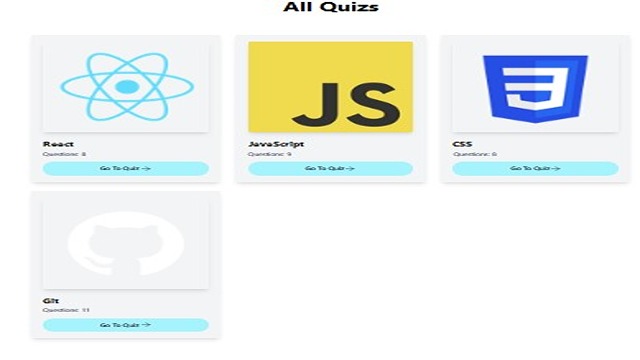 All Quizs
JS
React
Questions: 8
Go To Quiz →
JavaScript
Questions: 9
Go To Quiz →
CSS
Questions: 6
Go To Quiz →
Git
Questions: 11
Go To Quiz →